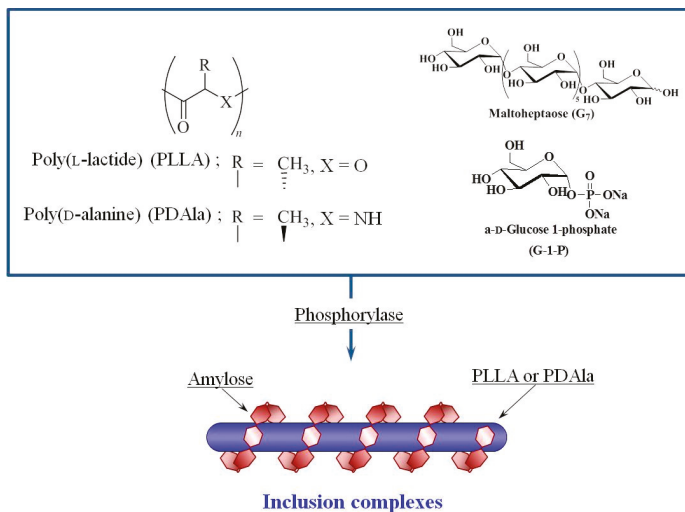 R
X
O
n
Poly(L-lactide) (PLLA) ; R = CH3, X = O
Poly(D-alanine) (PDAla) ; R = CH3, X = NH
OH
HO
O
OH
O
OH
O
HO
OH
O
5
OH
O
HO
OH
OH
Maltoheptaose (G7)
OH
HO
HO
O
OH
O
O
P
ONa
ONa
a-D-Glucose 1-phosphate
(G-1-P)
Phosphorylase
Amylose
PLLA or PDAla
Inclusion complexes